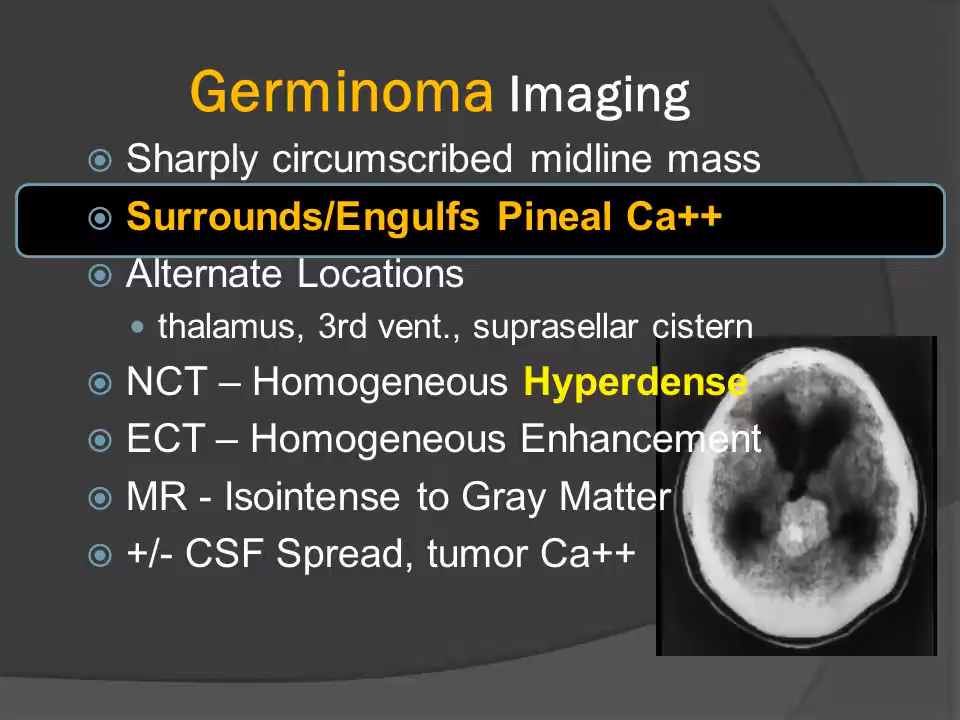 Germinoma Imaging
Sharply circumscribed midline mass
Surrounds/Engulfs Pineal Ca++
Alternate Locations
thalamus, 3rd vent., suprasellar cistern
NCT – Homogeneous Hyperdense
ECT – Homogeneous Enhancement
MR - Isointense to Gray Matter
+/- CSF Spread, tumor Ca++